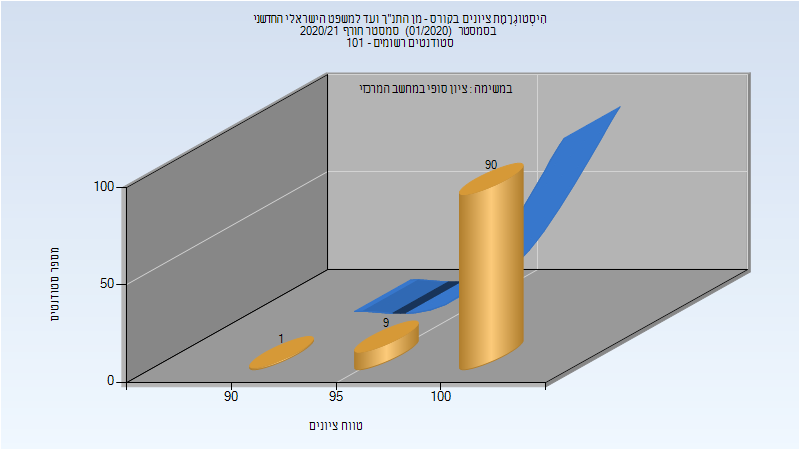 היסטוגרמת ציונים בקורס - מן התנ"ך ועד למשפט הישראלי החדשני
בסמסטר (01/2020) סמסטר חורף 2020/21
סטודנטים רשומים - 101
במשימה : ציון סופי במחשב המרכזי
90
100
9
50
1
0
90
95
100
מספר סטודנטים
טווח ציונים